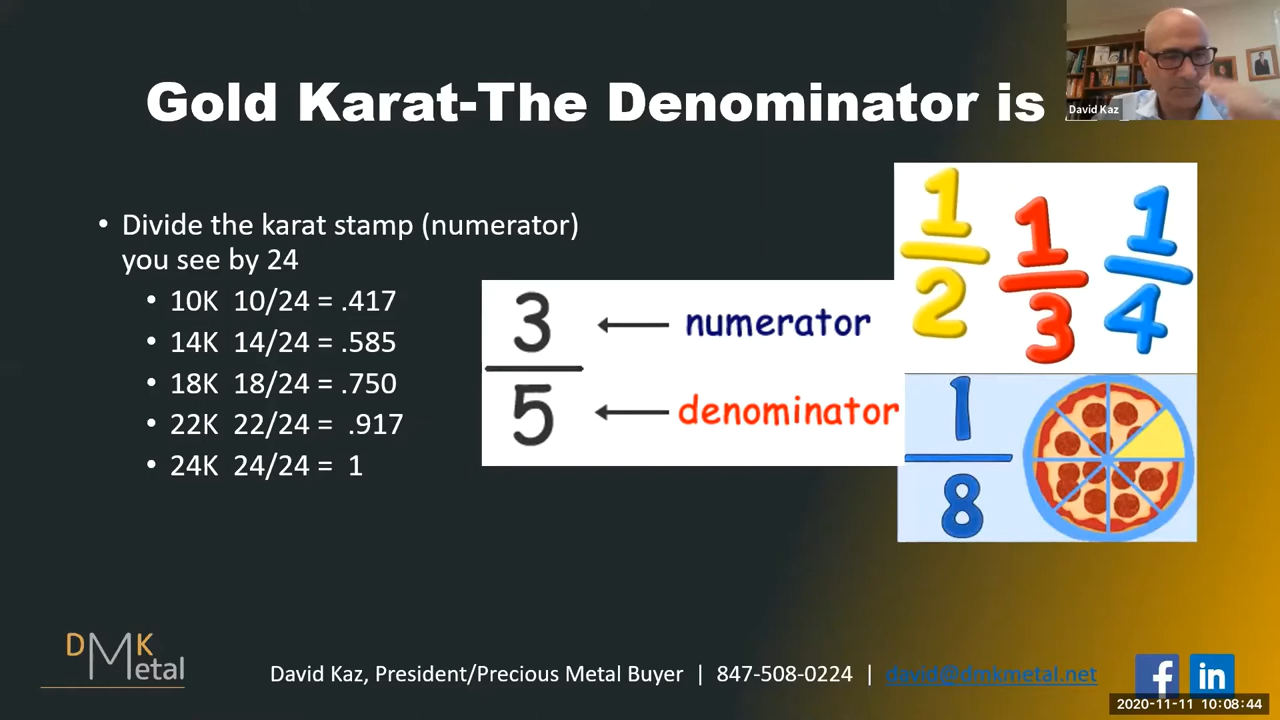 Gold Karat-The Denominator is
David Kaz
• Divide the karat stamp (numerator)
you see by 24
• 10K 10/24 = .417
• 14K 14/24 = .585
• 18K 18/24 = .750
• 22K 22/24 = .917
• 24K 24/24 = 1
3
5
numerator
denominator
1
2
1
3
1
4
1
8
DMK
etal
David Kaz, President/Precious Metal Buyer | 847-508-0224 | david@dmkmetal.net
f in
2020-11-11 10:08:44